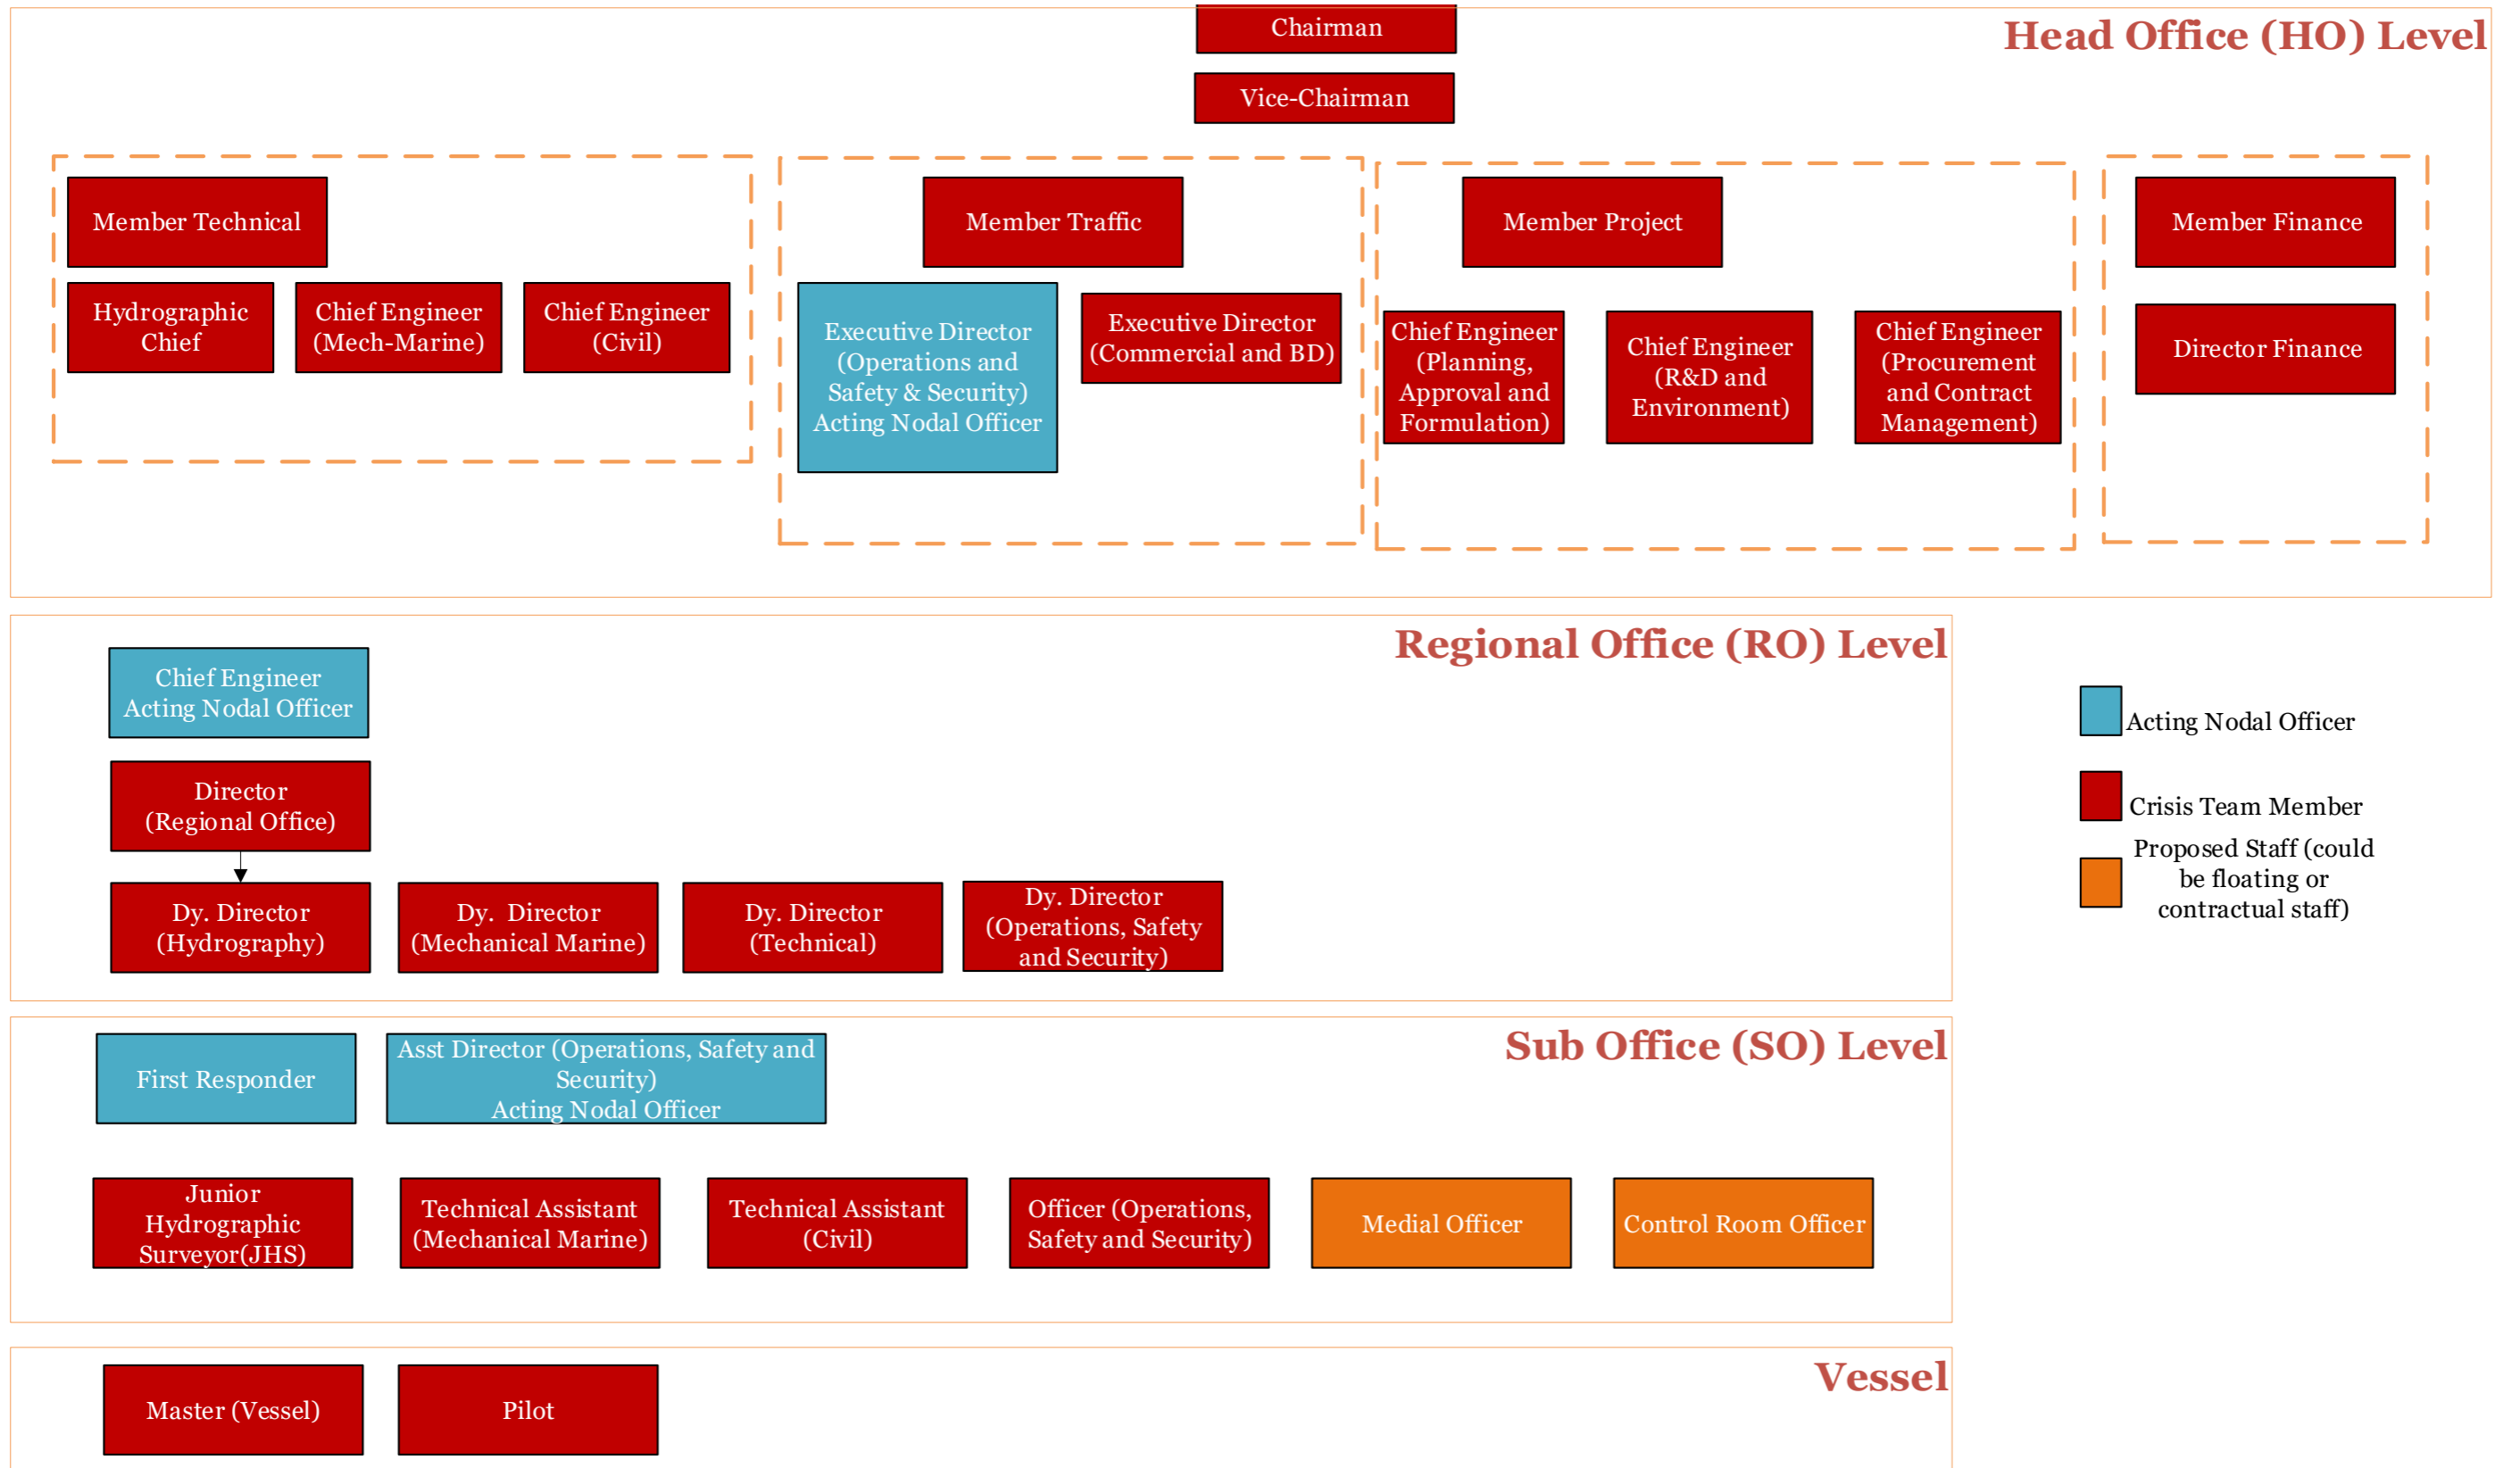 Chairman
Head Office (HO) Level
Vice-Chairman
Member Technical
Hydrographic
Chief
Chief Engineer
(Mech-Marine)
Chief Engineer
(Civil)
Member Traffic
Executive Director
(Operations and
Safety & Security)
Acting Nodal Officer
Executive Director
(Commercial and BD)
Member Project
Chief Engineer
(Planning,
Approval and
Formulation)
Chief Engineer
(R&D and
Environment)
Chief Engineer
(Procurement
and Contract
Management)
Member Finance
Director Finance
Regional Office (RO) Level
Chief Engineer
Acting Nodal Officer
Director
(Regional Office)
Dy. Director
(Hydrography)
Dy.  Director
(Mechanical Marine)
Dy. Director
(Technical)
Dy. Director
(Operations, Safety
and Security)
Acting Nodal Officer
Crisis Team Member
Proposed Staff (could
be floating or
contractual staff)
Sub Office (SO) Level
First Responder
Asst Director (Operations, Safety and
Security)
Acting Nodal Officer
Junior
Hydrographic
Surveyor(JHS)
Technical Assistant
(Mechanical Marine)
Technical Assistant
(Civil)
Officer (Operations,
Safety and Security)
Medial Officer
Control Room Officer
Vessel
Master (Vessel)
Pilot